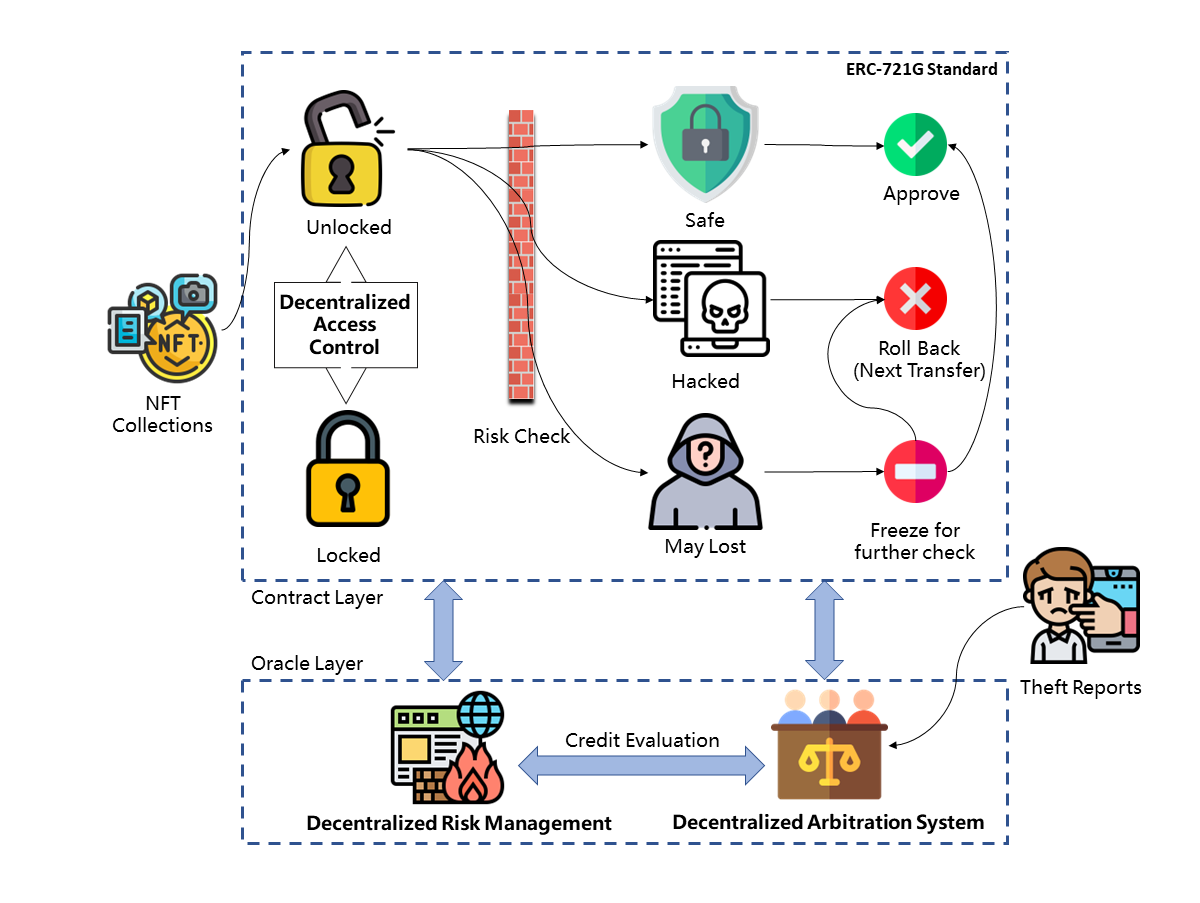 ERC-721G Standard
Unlocked
Safe
Approve
Decentralized
Access
Control
NFT
NFT
Collections
Hacked
Roll Back
(Next Transfer)
Risk Check
?
Locked
May Lost
Freeze for
further check
Contract Layer
Oracle Layer
Theft Reports
Credit Evaluation
Decentralized Risk Management
Decentralized Arbitration System